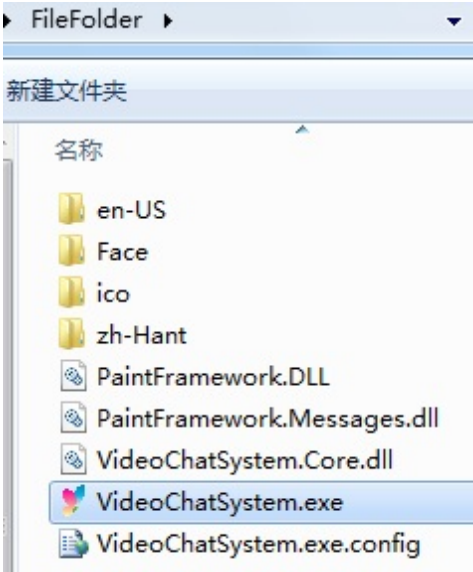 FileFolder
新建文件夹
名称
en-US
Face
ico
zh-Hant
PaintFramework.DLL
PaintFramework.Messages.dll
VideoChatSystem.Core.dll
VideoChatSystem.exe
VideoChatSystem.exe.config